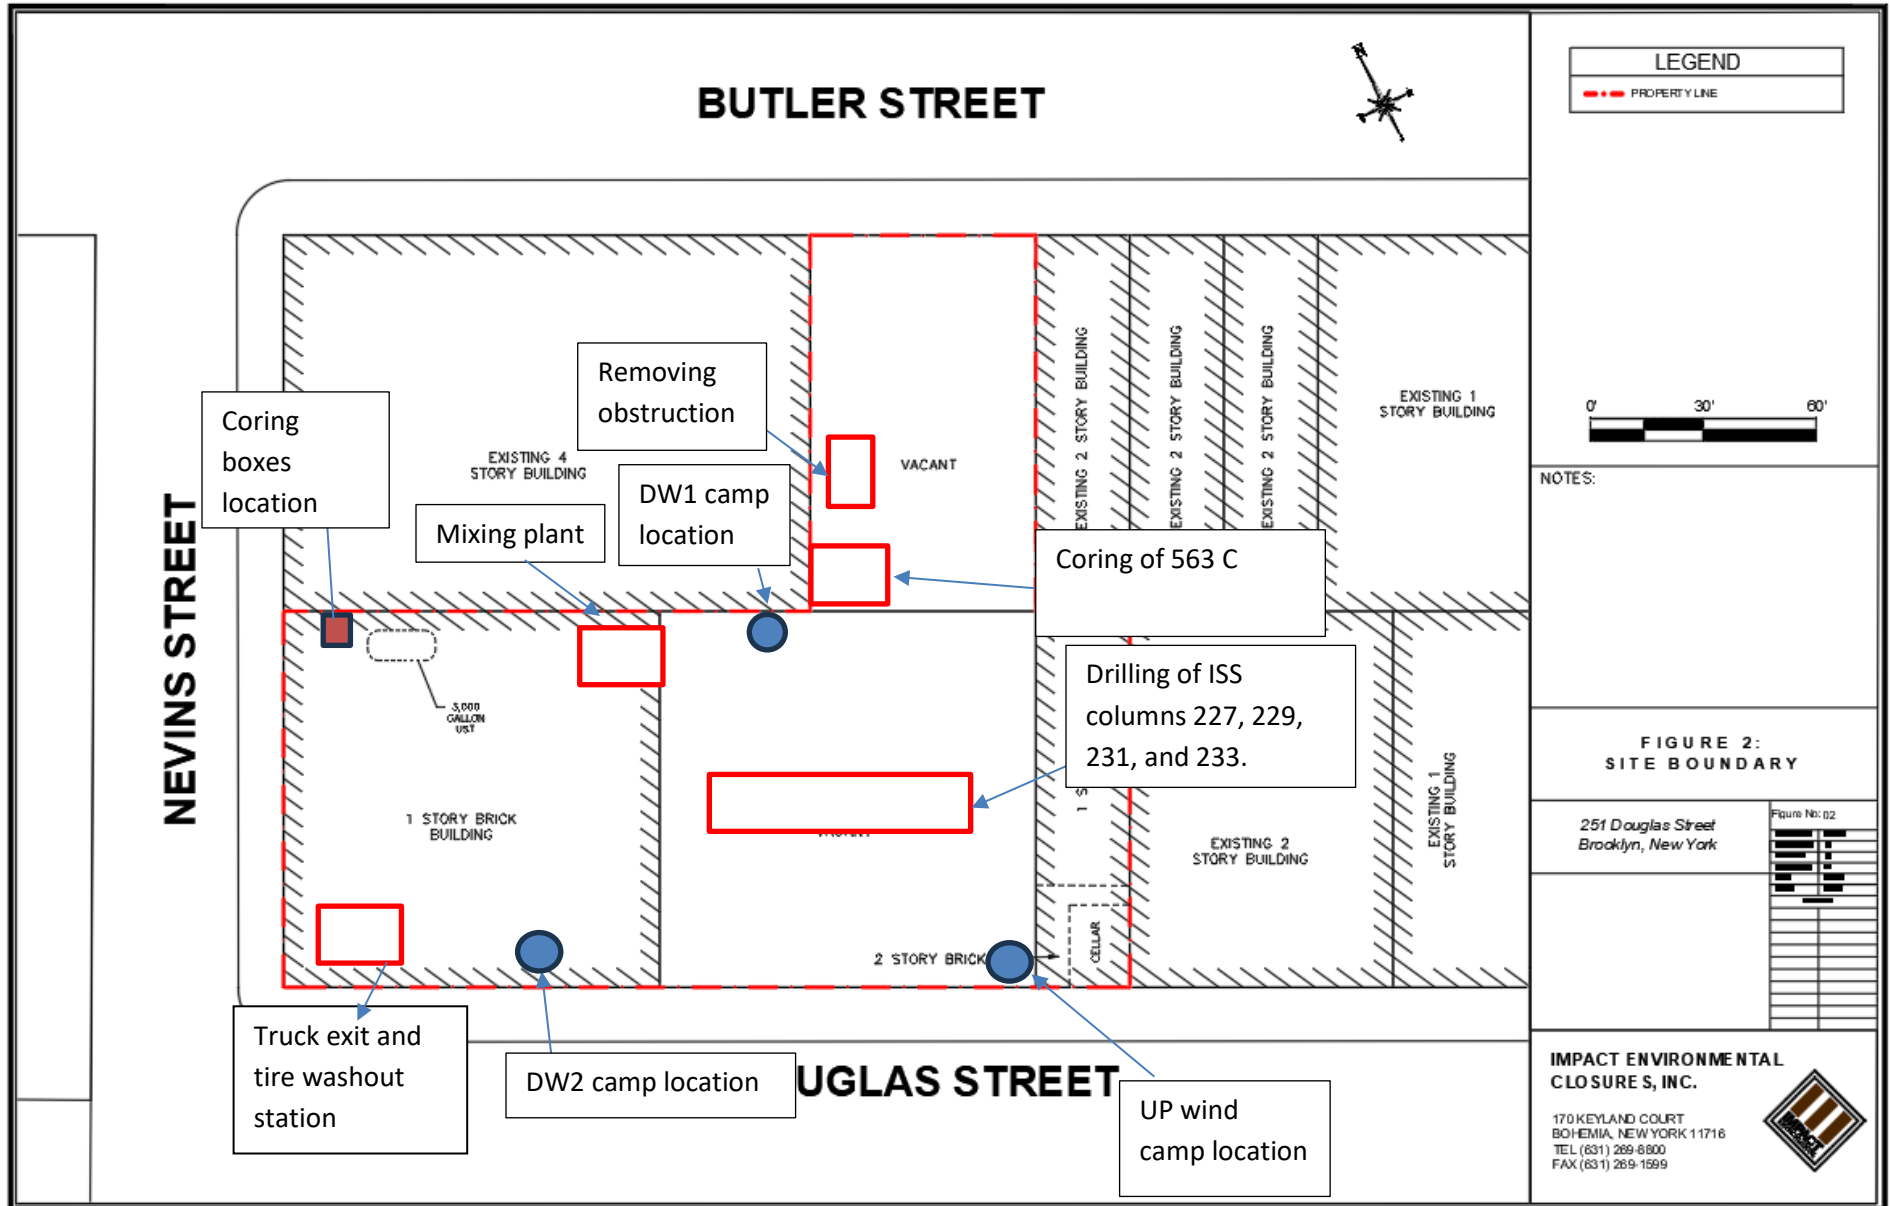 BUTLER STREET
N
LEGEND
PROPERTY LINE
0' 30' 60'
NOTES:
Removing
obstruction
Coring
boxes
location
EXISTING 4
STORY BUILDING
VACANT
DW1 camp
location
Mixing plant
EXISTING 2 STORY BUILDING
EXISTING 2 STORY BUILDING
EXISTING 2 STORY BUILDING
EXISTING 1
STORY BUILDING
Coring of 563 C
NEVINS STREET
3,000
GALLON
UST
Drilling of ISS
columns 227, 229,
231, and 233.
1 STORY BRICK
BUILDING
1 S
EXISTING 2
STORY BUILDING
EXISTING 1
STORY BUILDING
2 STORY BRICK
CELLAR
Truck exit and
tire washout
station
DW2 camp location
UGLAS STREET
UP wind
camp location
FIGURE 2:
SITE BOUNDARY
251 Douglas Street
Brooklyn, New York
Figure No: 02
IMPACT ENVIRONMENTAL
CLOSURES, INC.
170 KEYLAND COURT
BOHEMIA, NEW YORK 11716
TEL (631) 269-8800
FAX (631) 269-1599
IMPACT